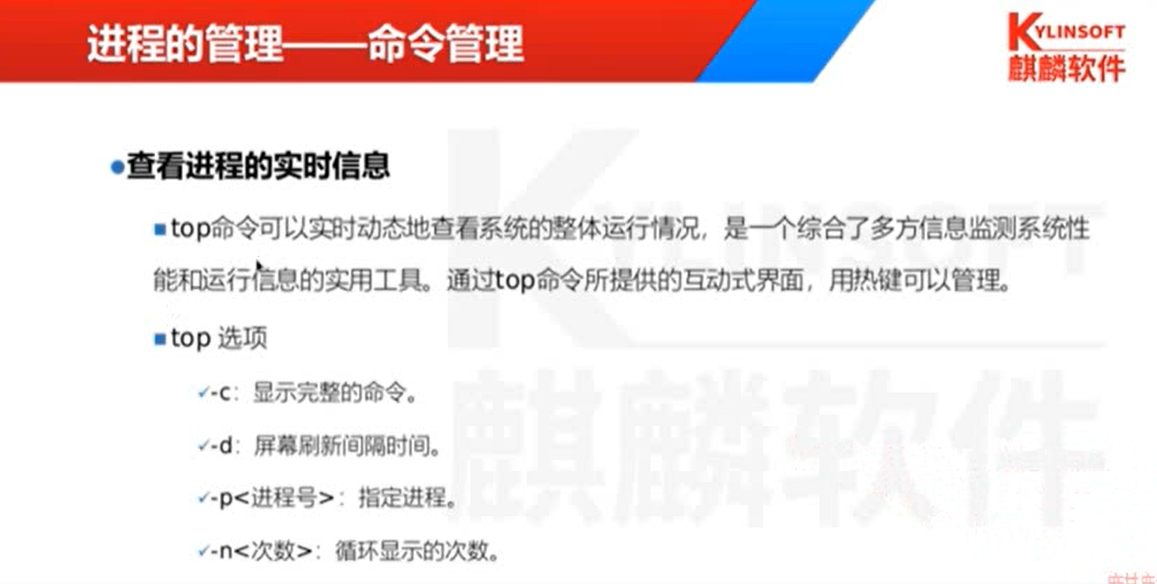 进程的管理——命令管理
KYLINSOFT
麒麟软件
●查看进程的实时信息
■top命令可以实时动态地查看系统的整体运行情况，是一个综合了多方信息监测系统性
能和运行信息的实用工具。通过top命令所提供的互动式界面，用热键可以管理。
■top 选项
✓-c：显示完整的命令。
✓-d：屏幕刷新间隔时间。
✓-p<进程号>：指定进程。
✓-n<次数>：循环显示的次数。
KYLINSOFT
麒麟软件